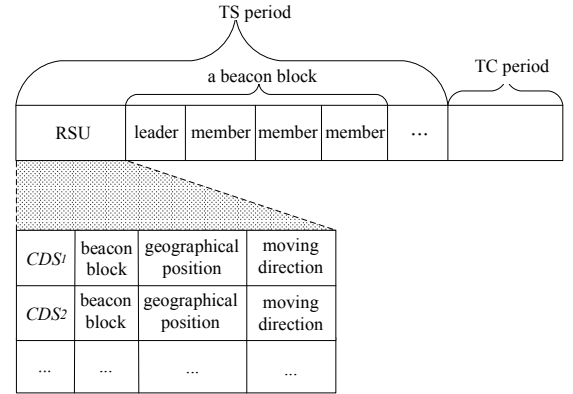 TS period
a beacon block
TC period
RSU leader member member member ...
CDS1 beacon block geographical position moving direction
CDS2 beacon block geographical position moving direction
... ... ... ...